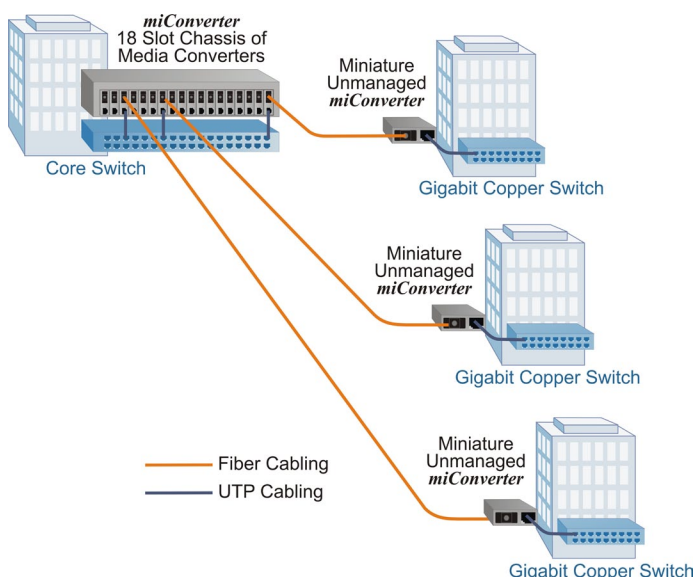 miConverter
18 Slot Chassis of
Media Converters
Core Switch
Miniature
Unmanaged
miConverter
Gigabit Copper Switch
Miniature
Unmanaged
miConverter
Gigabit Copper Switch
Miniature
Unmanaged
miConverter
Gigabit Copper Switch
Fiber Cabling
UTP Cabling